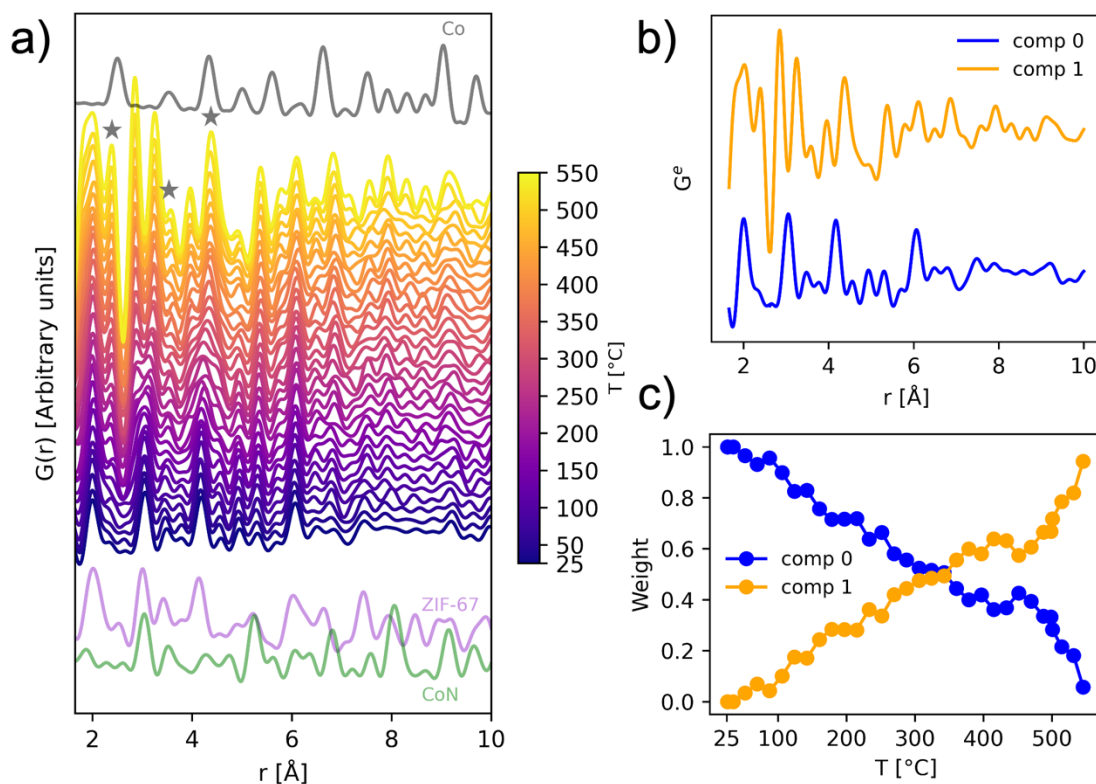 a)
Co
G(r) [Arbitrary units]
ZIF-67
CoN
2
4
6
8
10
r [Å]
550
500
450
400
350
300
250
200
150
100
50
25
T [°C]
b)
comp 0
comp 1
Gᵉ
2
4
6
8
10
r [Å]
c)
1.0
0.8
0.6
0.4
0.2
0.0
Weight
comp 0
comp 1
25
100
200
300
400
500
T [°C]